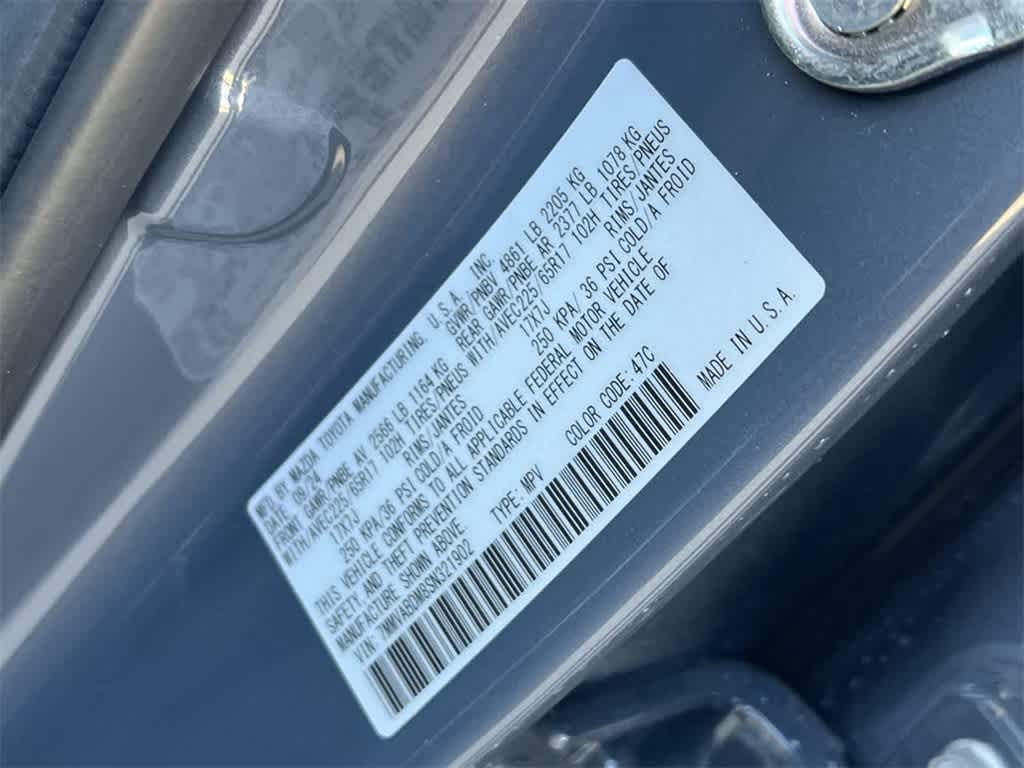 MFD. BY MAZDA TOYOTA MANUFACTURING, U.S.A., INC
DATE: 09/24 GVWR/PNBV 4861 LB 2205 KG
FRONT GAWR/PNBE AV 2566 LB 1164 KG REAR GAWR/PNBE AR 2377 LB 1078 KG
WITH/AVEC225/65R17 102H TIRES/PNEUS WITH/AVEC225/65R17 102H TIRES/PNEUS
17X7J RIMS/JANTES 17X7J RIMS/JANTES
250 KPA/36 PSI COLD/A FROID 250 KPA/ 36 PSI COLD/A FROID
THIS VEHICLE CONFORMS TO ALL APPLICABLE FEDERAL MOTOR VEHICLE
SAFETY AND THEFT PREVENTION STANDARDS IN EFFECT ON THE DATE OF
MANUFACTURE SHOWN ABOVE.
VIN: 7MMVABDM8SN321902 TYPE: MPV COLOR CODE: 47C
MADE IN U.S.A.